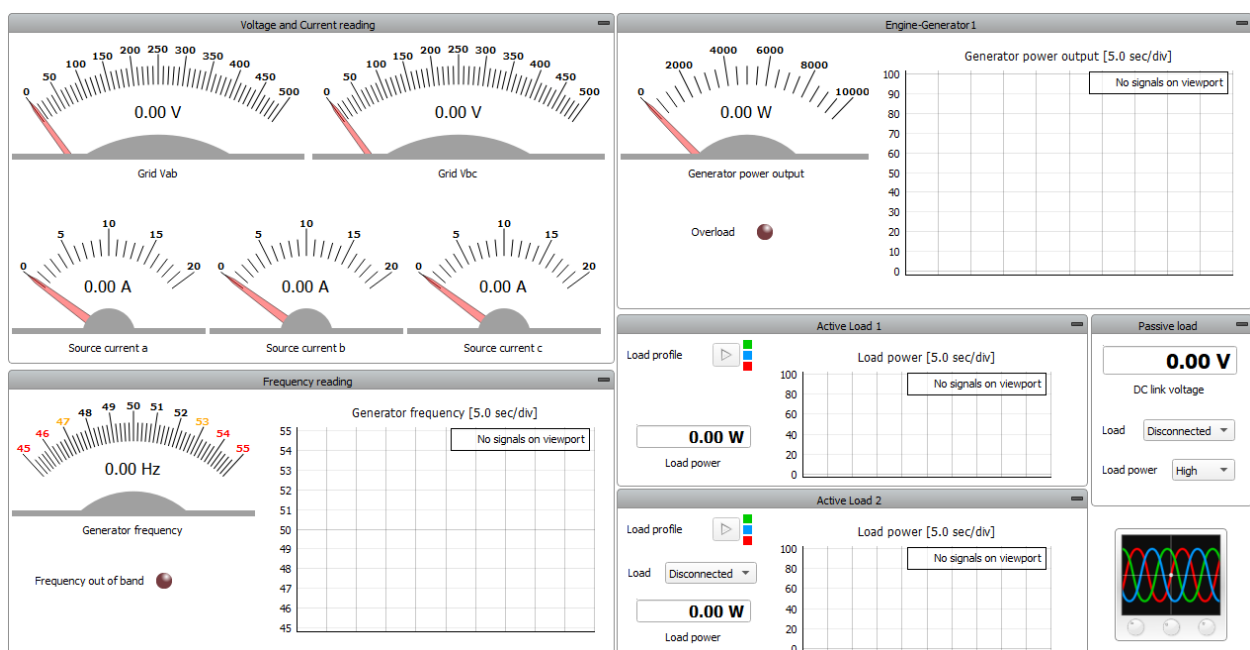 Voltage and Current reading
0 50 100 150 200 250 300 350 400 450 500
0.00 V
Grid Vab
0 50 100 150 200 250 300 350 400 450 500
0.00 V
Grid Vbc
0 5 10 15 20
0.00 A
Source current a
0 5 10 15 20
0.00 A
Source current b
0 5 10 15 20
0.00 A
Source current c
Frequency reading
45 46 47 48 49 50 51 52 53 54 55
0.00 Hz
Generator frequency
Frequency out of band
Generator frequency [5.0 sec/div]
No signals on viewport
55
54
53
52
51
50
49
48
47
46
45
Engine-Generator1
0 2000 4000 6000 8000 10000
0.00 W
Generator power output
Overload
Generator power output [5.0 sec/div]
No signals on viewport
100
90
80
70
60
50
40
30
20
10
0
Active Load 1
Load profile
0.00 W
Load power
Load power [5.0 sec/div]
No signals on viewport
100
80
60
40
20
0
Active Load 2
Load profile
Load Disconnected
0.00 W
Load power
Load power [5.0 sec/div]
No signals on viewport
100
80
60
40
20
0
Passive load
0.00 V
DC link voltage
Load Disconnected
Load power High